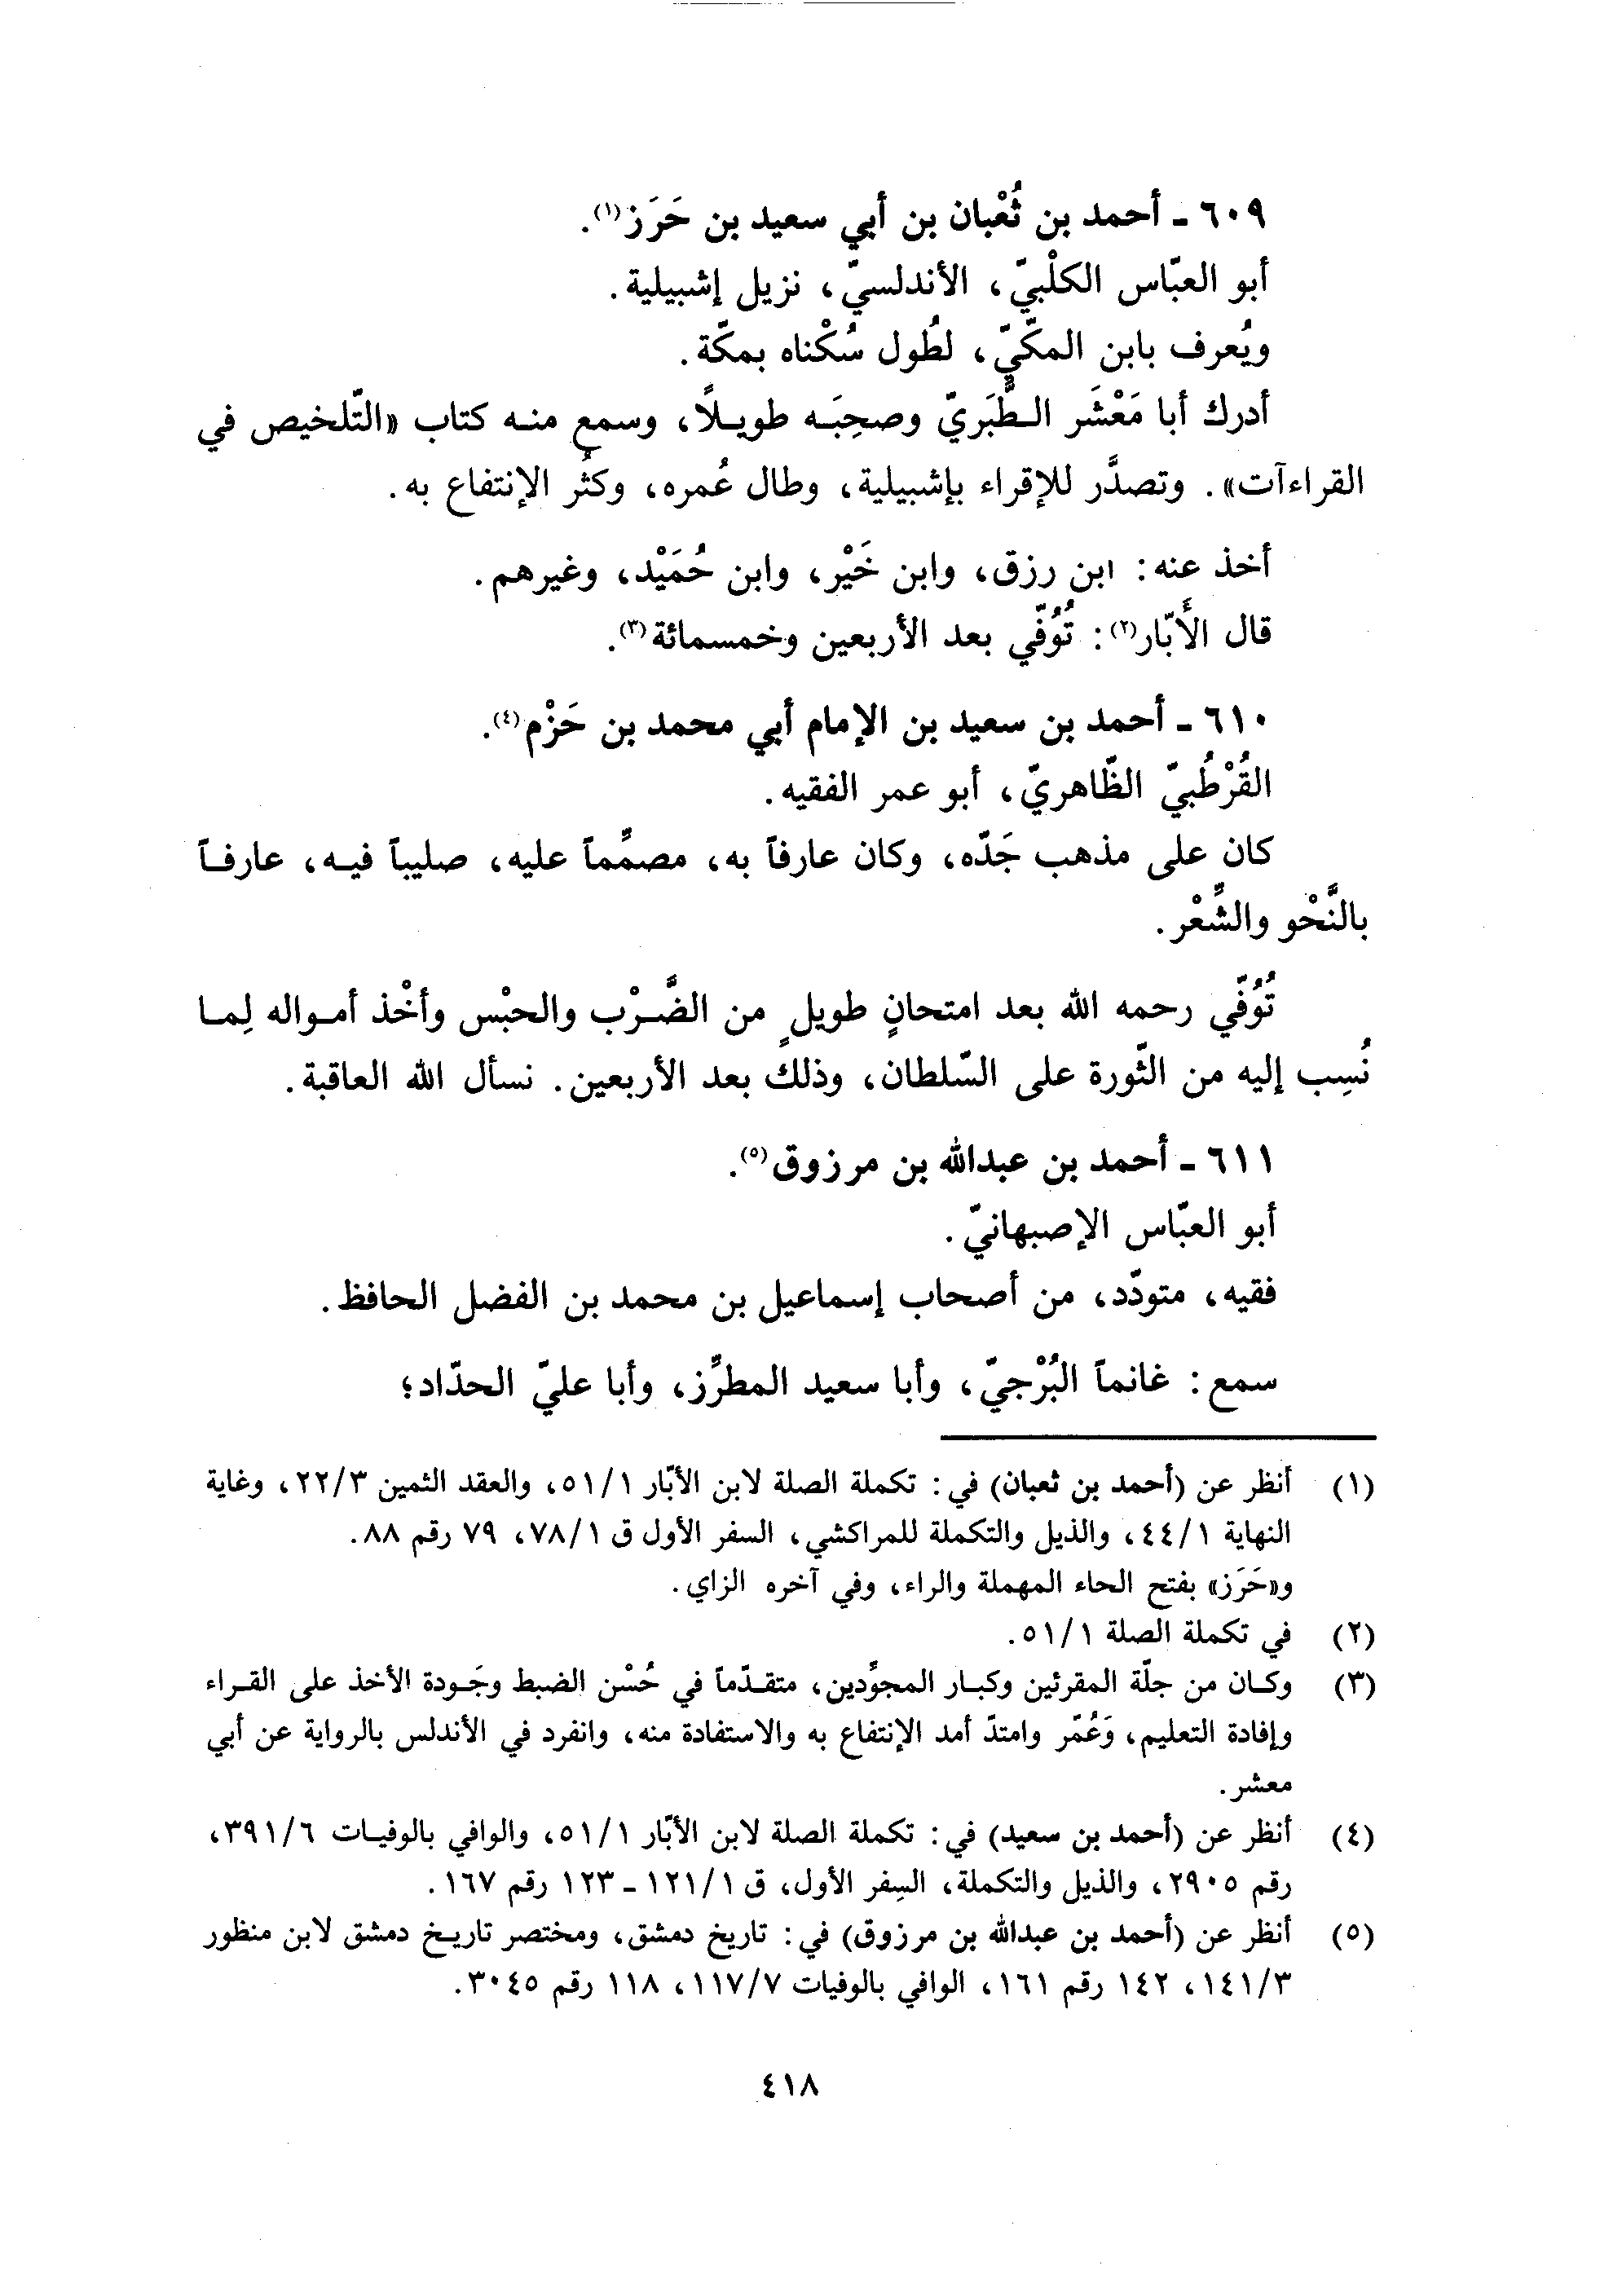 ٦٠٩ ـ أحمد بن ثُعْبان بن أبي سعيد بن حَرَز(١).
أبو العبّاس الكلْبيّ، الأندلسيّ، نزيل إشبيلية.
ويُعرف بابن المكّيّ، لطُول سُكْناه بمكّة.
أدرك أبا مَعْشَر الطَّبَريّ وصحِبَه طويلًا، وسمع منه كتاب «التّلخيص في
القراءآت». وتصدَّر للإقراء بإشبيلية، وطال عُمره، وكثُر الإنتفاع به.
أخذ عنه: ابن رزق، وابن خَيْر، وابن حُمَيْد، وغيرهم.
قال الأَبّار(٢): تُوُفّي بعد الأربعين وخمسمائة(٣).
٦١٠ ـ أحمد بن سعيد بن الإمام أبي محمد بن حَزْم(٤).
القُرْطُبيّ الظّاهريّ، أبو عمر الفقيه.
كان على مذهب جَدّه، وكان عارفاً به، مصمِّماً عليه، صليباً فيه، عارفاً
بالنَّحْو والشِّعْر.
تُوُفّي رحمه الله بعد امتحانٍ طويلٍ من الضَّرْب والحبْس وأخْذ أمواله لِما
نُسِب إليه من الثّورة على السّلطان، وذلك بعد الأربعين. نسأل الله العاقبة.
٦١١ ـ أحمد بن عبدالله بن مرزوق(٥).
أبو العبّاس الإصبهانيّ.
فقيه، متودّد، من أصحاب إسماعيل بن محمد بن الفضل الحافظ.
سمع: غانماً البُرْجيّ، وأبا سعيد المطرِّز، وأبا عليّ الحدّاد؛
(١) أنظر عن (أحمد بن ثعبان) في: تكملة الصلة لابن الأبّار ٥١/١، والعقد الثمين ٢٢/٣، وغاية
النهاية ٤٤/١، والذيل والتكملة للمراكشي، السفر الأول ق ٧٨/١، ٧٩ رقم ٨٨.
و«حَرَز» بفتح الحاء المهملة والراء، وفي آخره الزاي.
(٢) في تكملة الصلة ٥١/١.
(٣) وكان من جلّة المقرئين وكبار المجوِّدين، متقدّماً في حُسْن الضبط وجَودة الأخذ على القراء
وإفادة التعليم، وَعُمّر وامتدّ أمد الإنتفاع به والاستفادة منه، وانفرد في الأندلس بالرواية عن أبي
معشر.
(٤) أنظر عن (أحمد بن سعيد) في: تكملة الصلة لابن الأبّار ٥١/١، والوافي بالوفيات ٣٩١/٦،
رقم ٢٩٠٥، والذيل والتكملة، السِفر الأول، ق ١٢١/١ ـ ١٢٣ رقم ١٦٧.
(٥) أنظر عن (أحمد بن عبدالله بن مرزوق) في: تاريخ دمشق، ومختصر تاريخ دمشق لابن منظور
١٤١/٣، ١٤٢ رقم ١٦١، الوافي بالوفيات ١١٧/٧، ١١٨ رقم ٣٠٤٥.
٤١٨